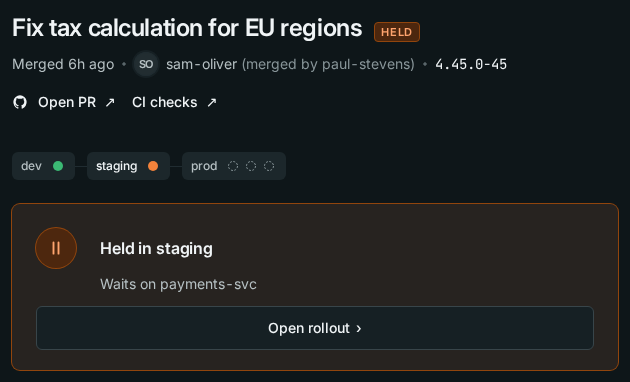 Fix tax calculation for EU regions HELD
Merged 6h ago • SO sam-oliver (merged by paul-stevens) • 4.45.0-45
Open PR ↗ CI checks ↗
dev staging prod
Held in staging
Waits on payments-svc
Open rollout ›